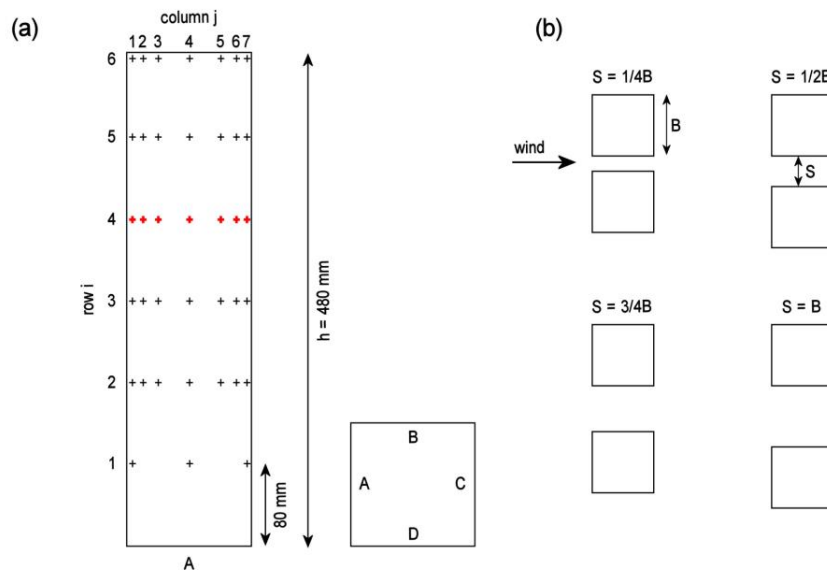 (a)
column j
1 2 3 4 5 6 7
6
5
4
3
2
1
row i
h = 480 mm
80 mm
A
B
A C
D
(b)
S = 1/4B
S = 1/2B
B
wind
S
S = 3/4B
S = B